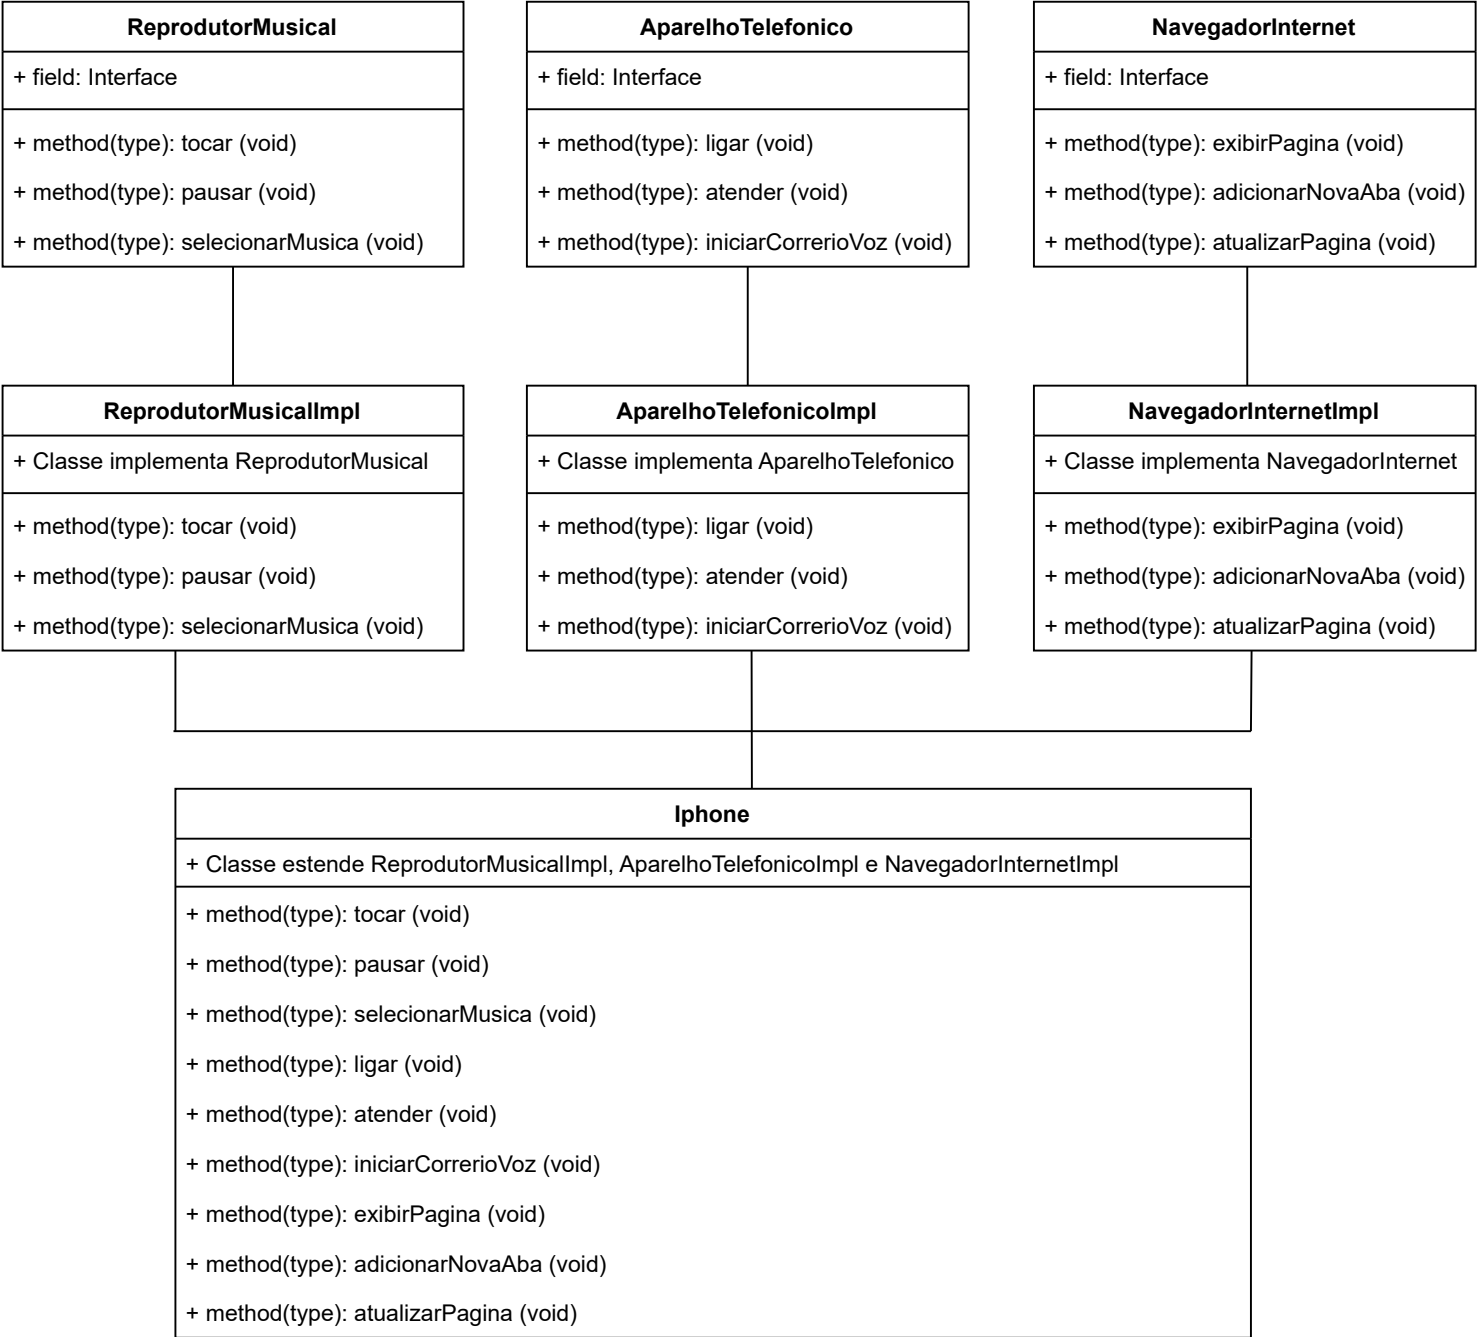 ReprodutorMusical
+ field: Interface
+ method(type): tocar (void)
+ method(type): pausar (void)
+ method(type): selecionarMusica (void)
AparelhoTelefonico
+ field: Interface
+ method(type): ligar (void)
+ method(type): atender (void)
+ method(type): iniciarCorrerioVoz (void)
NavegadorInternet
+ field: Interface
+ method(type): exibirPagina (void)
+ method(type): adicionarNovaAba (void)
+ method(type): atualizarPagina (void)
ReprodutorMusicalImpl
+ Classe implementa ReprodutorMusical
+ method(type): tocar (void)
+ method(type): pausar (void)
+ method(type): selecionarMusica (void)
AparelhoTelefonicoImpl
+ Classe implementa AparelhoTelefonico
+ method(type): ligar (void)
+ method(type): atender (void)
+ method(type): iniciarCorrerioVoz (void)
NavegadorInternetImpl
+ Classe implementa NavegadorInternet
+ method(type): exibirPagina (void)
+ method(type): adicionarNovaAba (void)
+ method(type): atualizarPagina (void)
Iphone
+ Classe estende ReprodutorMusicalImpl, AparelhoTelefonicoImpl e NavegadorInternetImpl
+ method(type): tocar (void)
+ method(type): pausar (void)
+ method(type): selecionarMusica (void)
+ method(type): ligar (void)
+ method(type): atender (void)
+ method(type): iniciarCorrerioVoz (void)
+ method(type): exibirPagina (void)
+ method(type): adicionarNovaAba (void)
+ method(type): atualizarPagina (void)